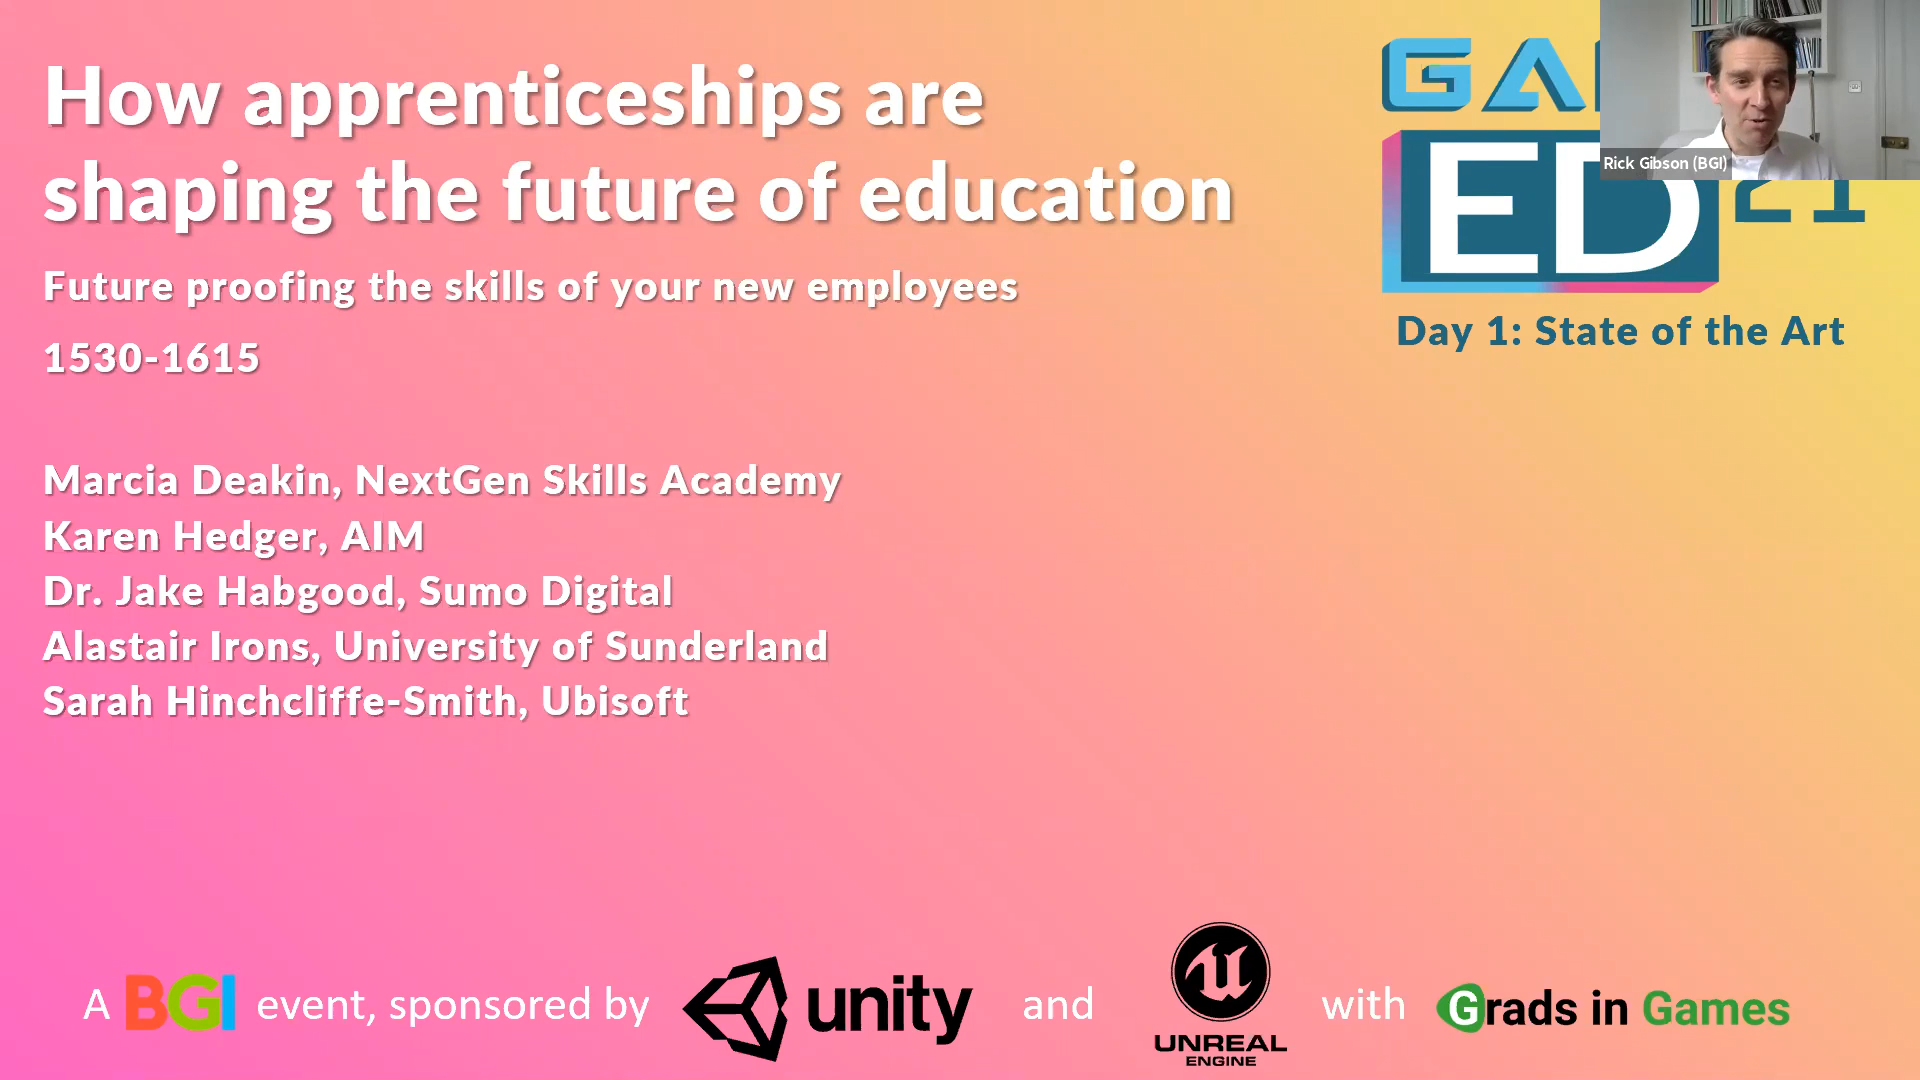 How apprenticeships are
shaping the future of education
Future proofing the skills of your new employees
1530-1615
Marcia Deakin, NextGen Skills Academy
Karen Hedger, AIM
Dr. Jake Habgood, Sumo Digital
Alastair Irons, University of Sunderland
Sarah Hinchcliffe-Smith, Ubisoft
GA
ED
21
Rick Gibson (BGI)
Day 1: State of the Art
A BGI event, sponsored by unity and UNREAL ENGINE with Grads in Games